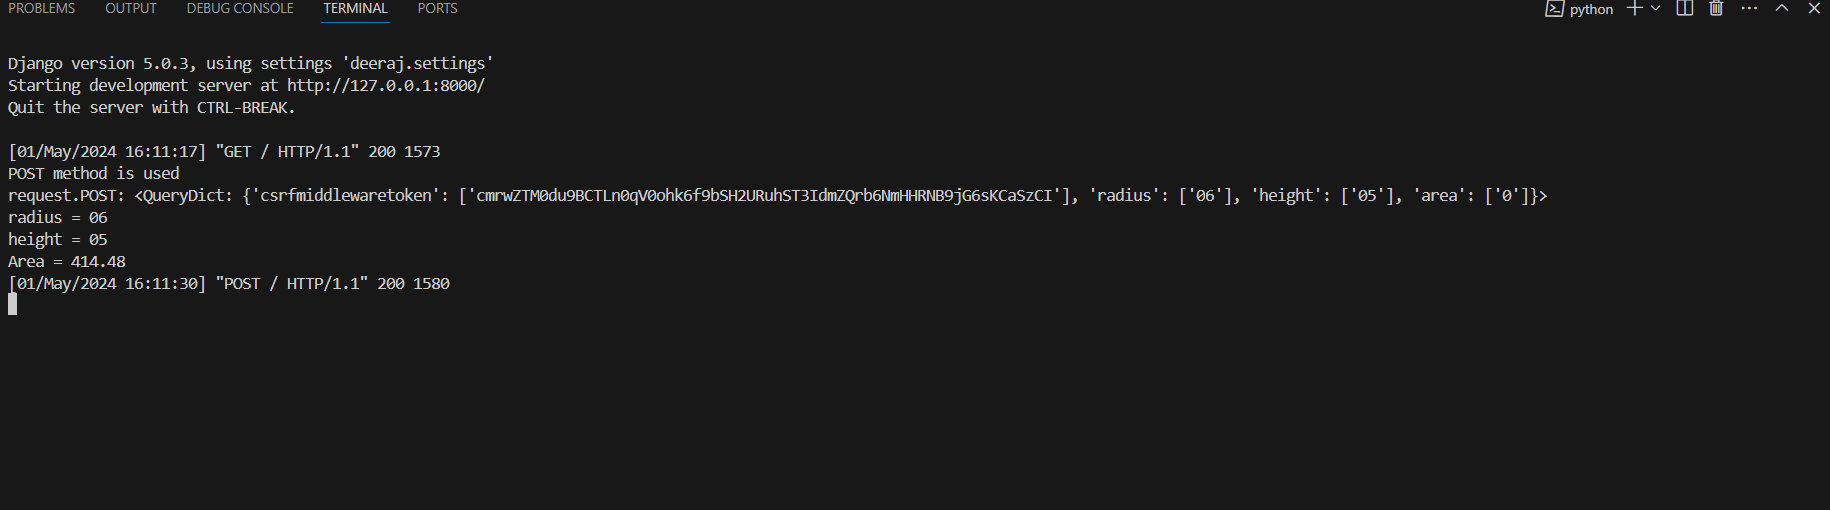 PROBLEMS OUTPUT DEBUG CONSOLE TERMINAL PORTS python
Django version 5.0.3, using settings 'deeraj.settings'
Starting development server at http://127.0.0.1:8000/
Quit the server with CTRL-BREAK.
[01/May/2024 16:11:17] "GET / HTTP/1.1" 200 1573
POST method is used
request.POST: <QueryDict: {'csrfmiddlewaretoken': ['cmrwZTM0du9BCTLn0qV0ohk6f9bSH2URuhST3IdmZQrb6NmHHRNB9jG6sKCaSzCI'], 'radius': ['06'], 'height': ['05'], 'area': ['0']}>
radius = 06
height = 05
Area = 414.48
[01/May/2024 16:11:30] "POST / HTTP/1.1" 200 1580